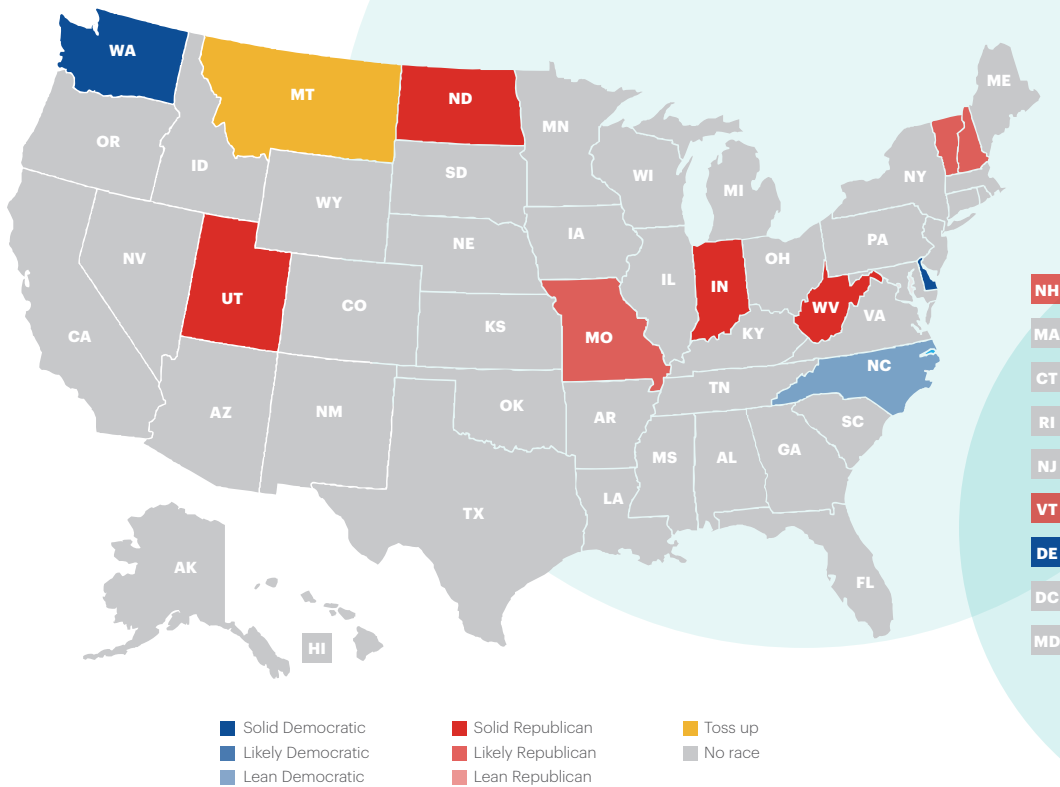 WA
MT
ND
MN
ME
OR
ID
SD
WI
MI
NY
WY
IA
NE
PA
NV
UT
CO
IL
IN
OH
WV
VA
CA
KS
MO
KY
NC
AZ
NM
OK
AR
TN
SC
MS
AL
GA
TX
LA
FL
AK
HI
NH
MA
CT
RI
NJ
VT
DE
DC
MD
Solid Democratic
Likely Democratic
Lean Democratic
Solid Republican
Likely Republican
Lean Republican
Toss up
No race